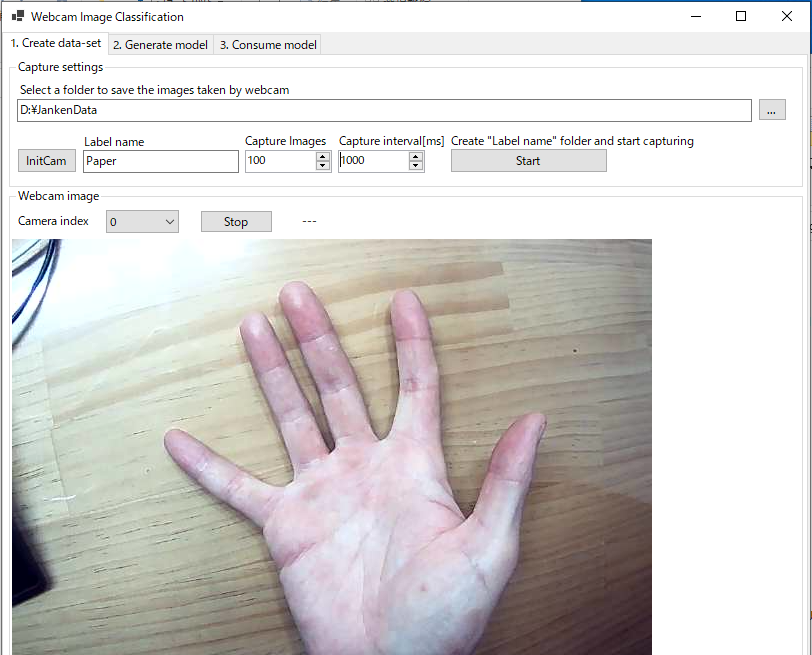 Webcam Image Classification
1. Create data-set 2. Generate model 3. Consume model
Capture settings
Select a folder to save the images taken by webcam
D:¥JankenData
...
Label name Capture Images Capture interval[ms] Create "Label name" folder and start capturing
InitCam Paper 100 1000 Start
Webcam image
Camera index 0 Stop ---